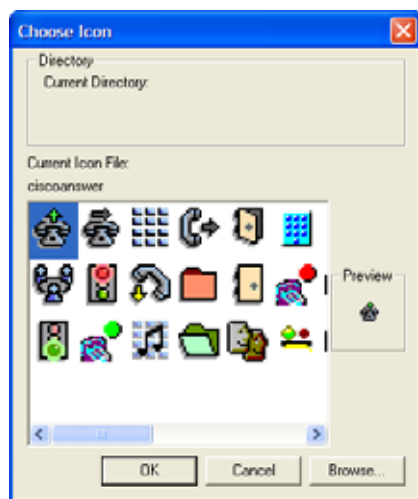 Choose Icon
Directory
Current Directory:
Current Icon File:
ciscoanswer
Preview
OK
Cancel
Browse...